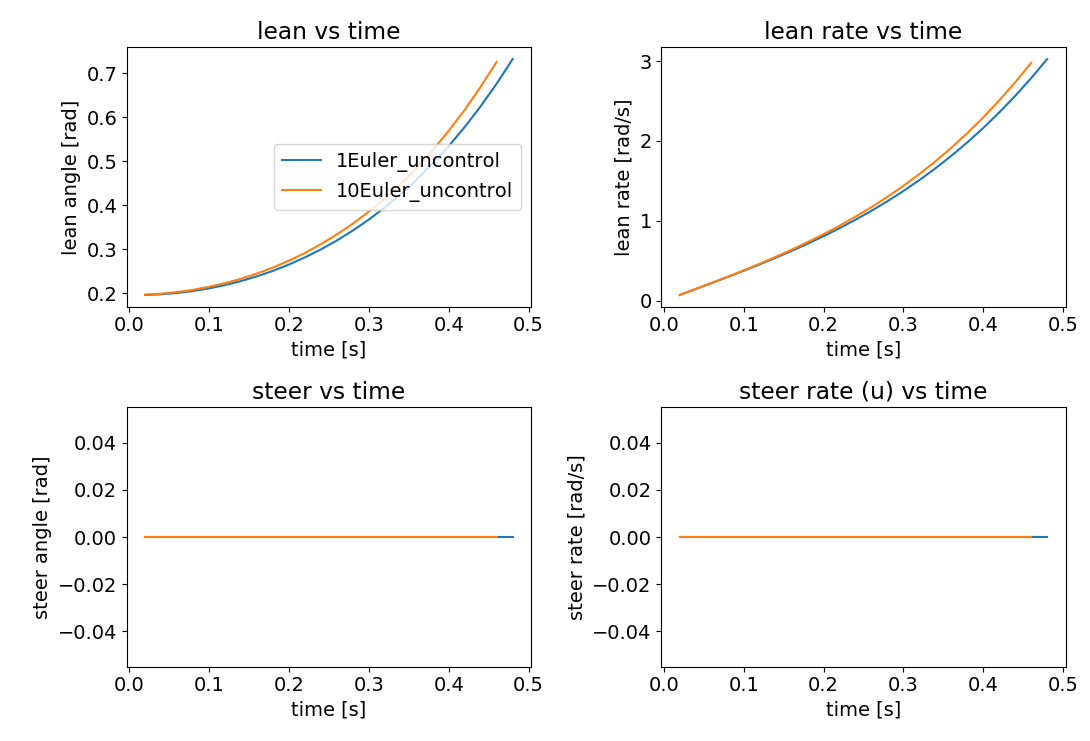 lean vs time
lean angle [rad]
0.7
0.6
0.5
0.4
0.3
0.2
1Euler_uncontrol
10Euler_uncontrol
0.0 0.1 0.2 0.3 0.4 0.5
time [s]
lean rate vs time
lean rate [rad/s]
3
2
1
0
0.0 0.1 0.2 0.3 0.4 0.5
time [s]
steer vs time
steer angle [rad]
0.04
0.02
0.00
−0.02
−0.04
0.0 0.1 0.2 0.3 0.4 0.5
time [s]
steer rate (u) vs time
steer rate [rad/s]
0.04
0.02
0.00
−0.02
−0.04
0.0 0.1 0.2 0.3 0.4 0.5
time [s]